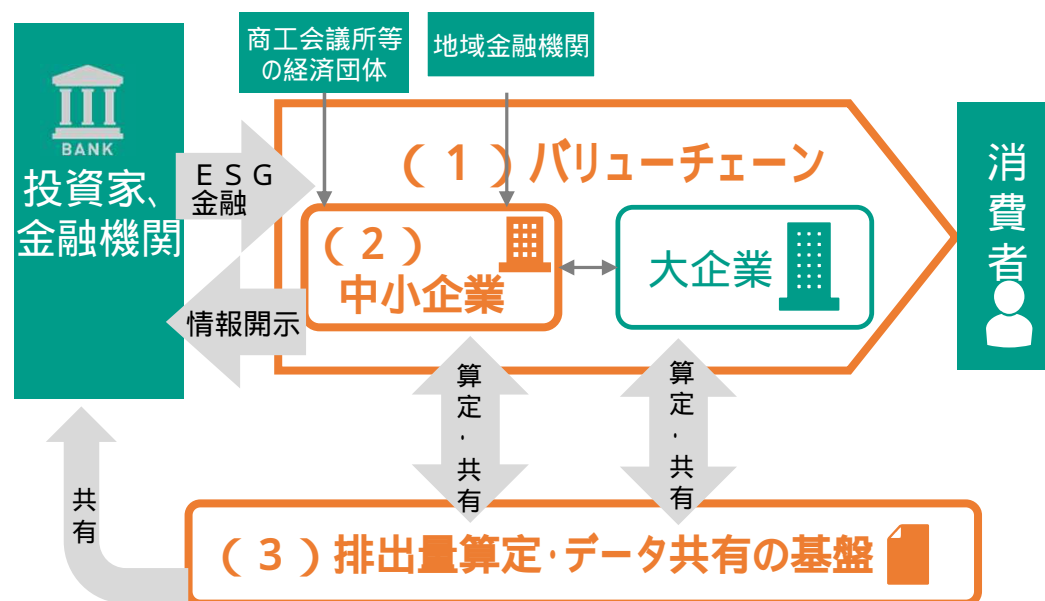 商工会議所等
の経済団体
地域金融機関
BANK
投資家、
金融機関
ＥＳＧ
金融
情報開示
（１）バリューチェーン
（２）
中小企業
大企業
消費者
算定・共有
算定・共有
共有
（３）排出量算定・データ共有の基盤